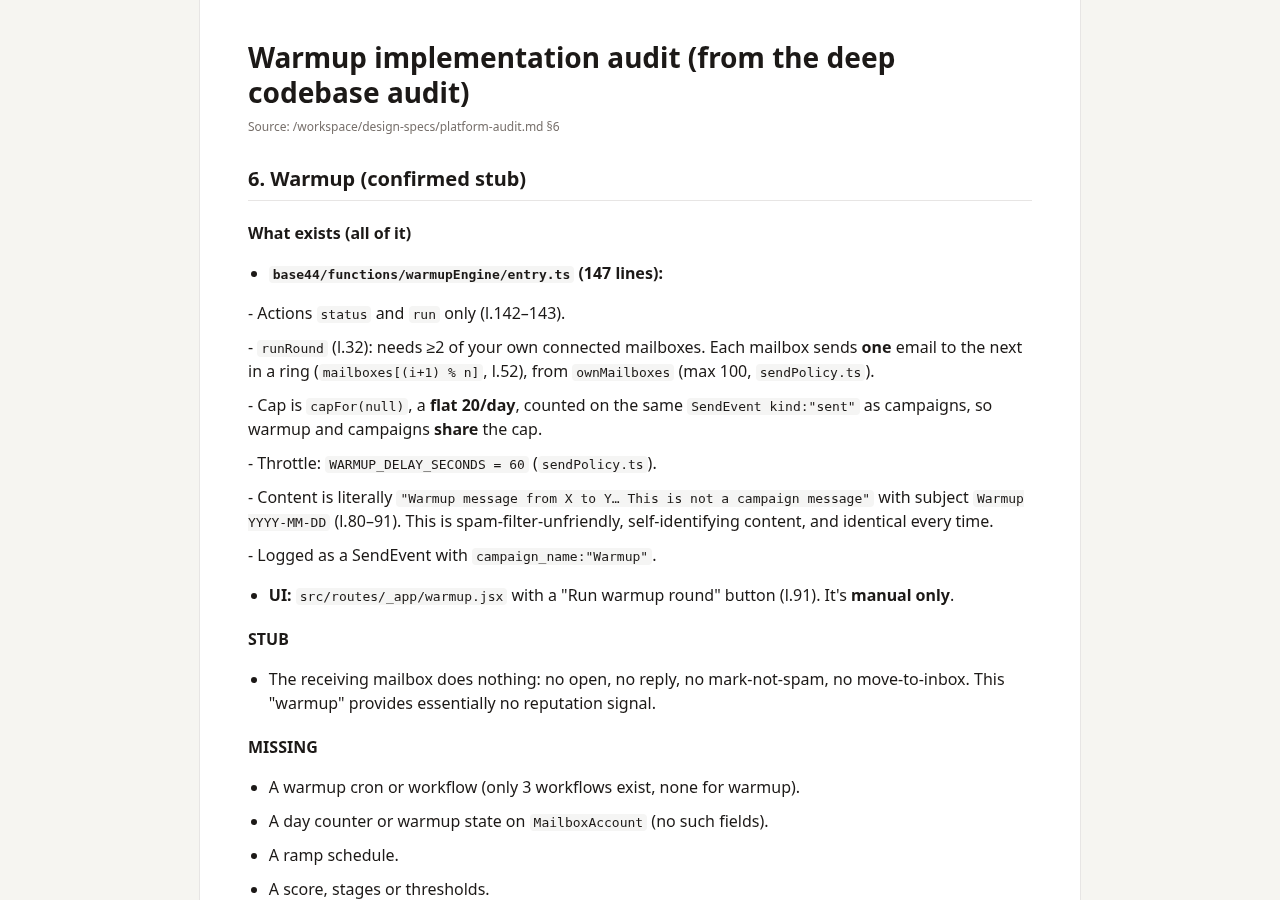 Warmup implementation audit (from the deep
codebase audit)
Source: /workspace/design-specs/platform-audit.md §6
6. Warmup (confirmed stub)
What exists (all of it)
• base44/functions/warmupEngine/entry.ts (147 lines):
- Actions status and run only (l.142–143).
- runRound (l.32): needs ≥2 of your own connected mailboxes. Each mailbox sends one email to the next
in a ring ( mailboxes[(i+1) % n] , l.52), from ownMailboxes (max 100, sendPolicy.ts ).
- Cap is capFor(null) , a flat 20/day, counted on the same SendEvent kind:"sent" as campaigns, so
warmup and campaigns share the cap.
- Throttle: WARMUP_DELAY_SECONDS = 60 ( sendPolicy.ts ).
- Content is literally "Warmup message from X to Y… This is not a campaign message" with subject Warmup
YYYY-MM-DD (l.80–91). This is spam-filter-unfriendly, self-identifying content, and identical every time.
- Logged as a SendEvent with campaign_name:"Warmup" .
• UI: src/routes/_app/warmup.jsx with a "Run warmup round" button (l.91). It's manual only.
STUB
• The receiving mailbox does nothing: no open, no reply, no mark-not-spam, no move-to-inbox. This
"warmup" provides essentially no reputation signal.
MISSING
• A warmup cron or workflow (only 3 workflows exist, none for warmup).
• A day counter or warmup state on MailboxAccount (no such fields).
• A ramp schedule.
• A score, stages or thresholds.